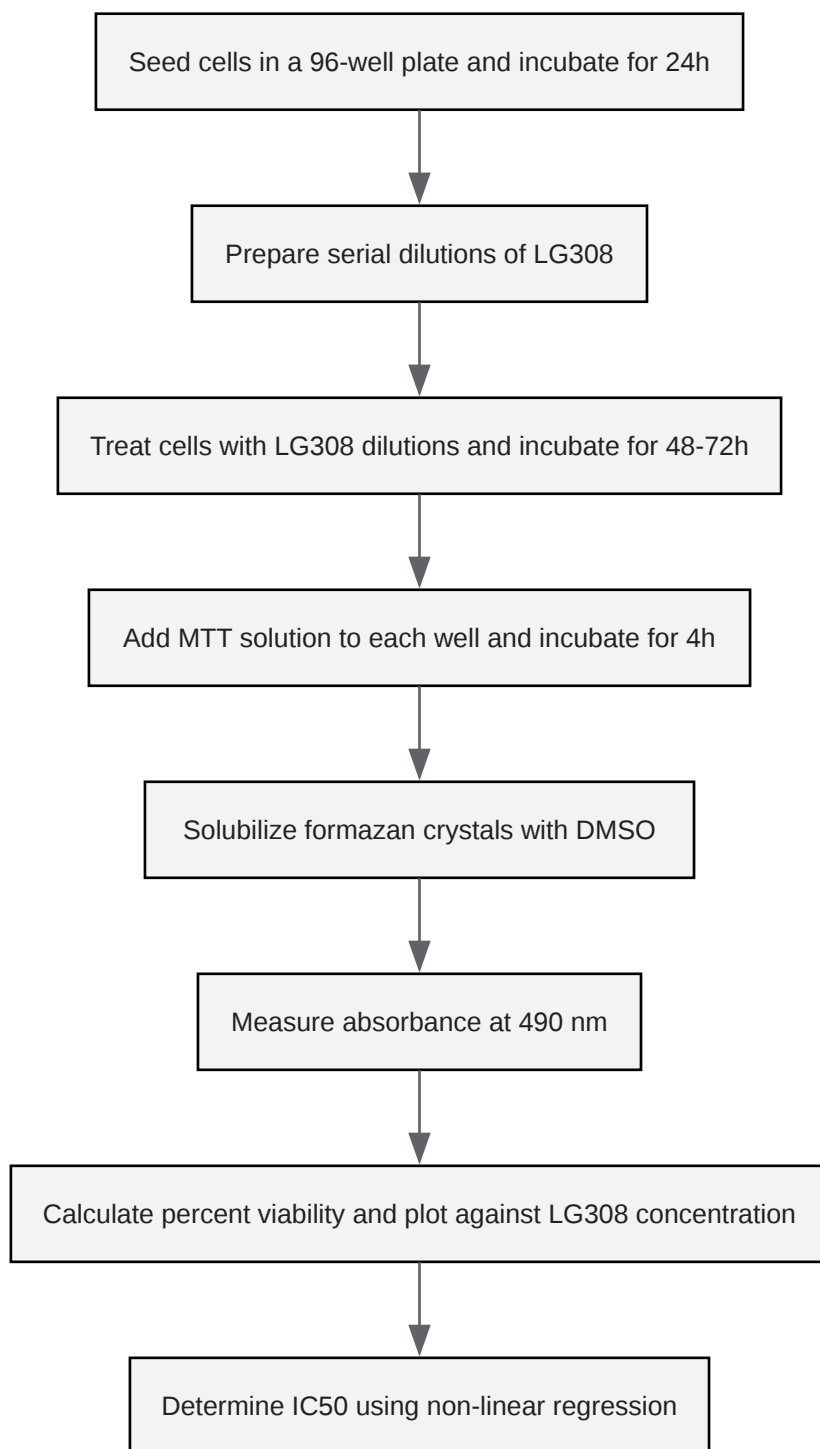 Seed cells in a 96-well plate and incubate for 24h
Prepare serial dilutions of LG308
Treat cells with LG308 dilutions and incubate for 48-72h
Add MTT solution to each well and incubate for 4h
Solubilize formazan crystals with DMSO
Measure absorbance at 490 nm
Calculate percent viability and plot against LG308 concentration
Determine IC50 using non-linear regression